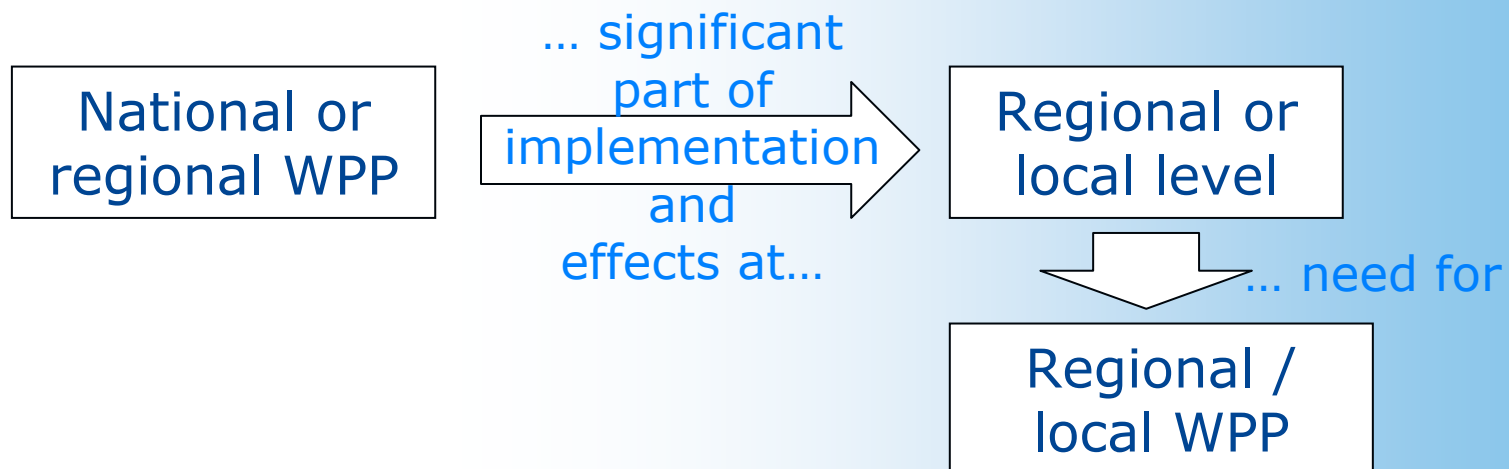 National or
regional WPP
… significant
part of
implementation
and
effects at…
Regional or
local level
… need for
Regional /
local WPP